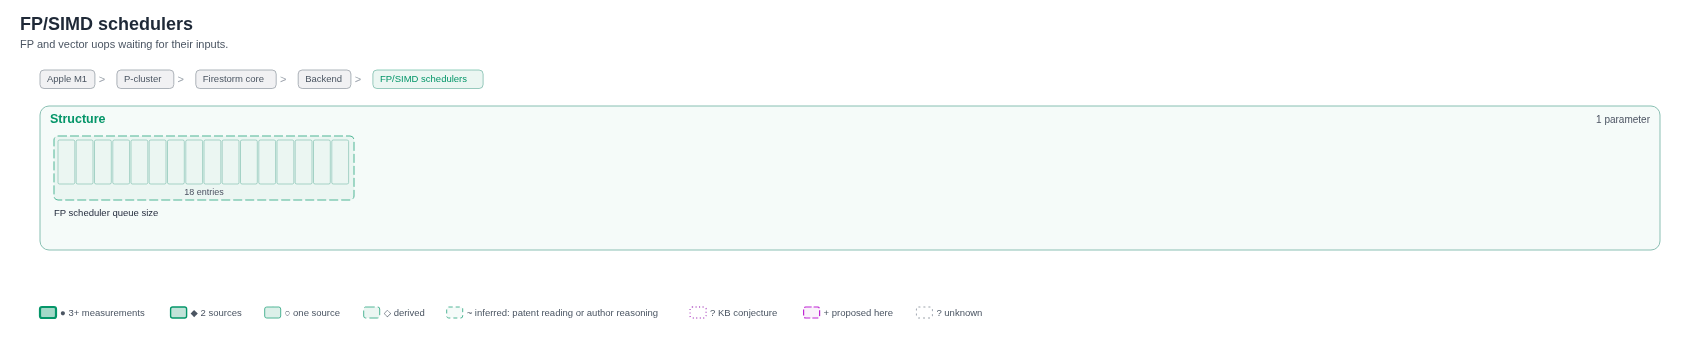 FP/SIMD schedulers
FP and vector uops waiting for their inputs.
Apple M1 > P-cluster > Firestorm core > Backend > FP/SIMD schedulers
Structure
1 parameter
18 entries
FP scheduler queue size
● 3+ measurements ◆ 2 sources ○ one source ◇ derived ~ inferred: patent reading or author reasoning ? KB conjecture + proposed here ? unknown